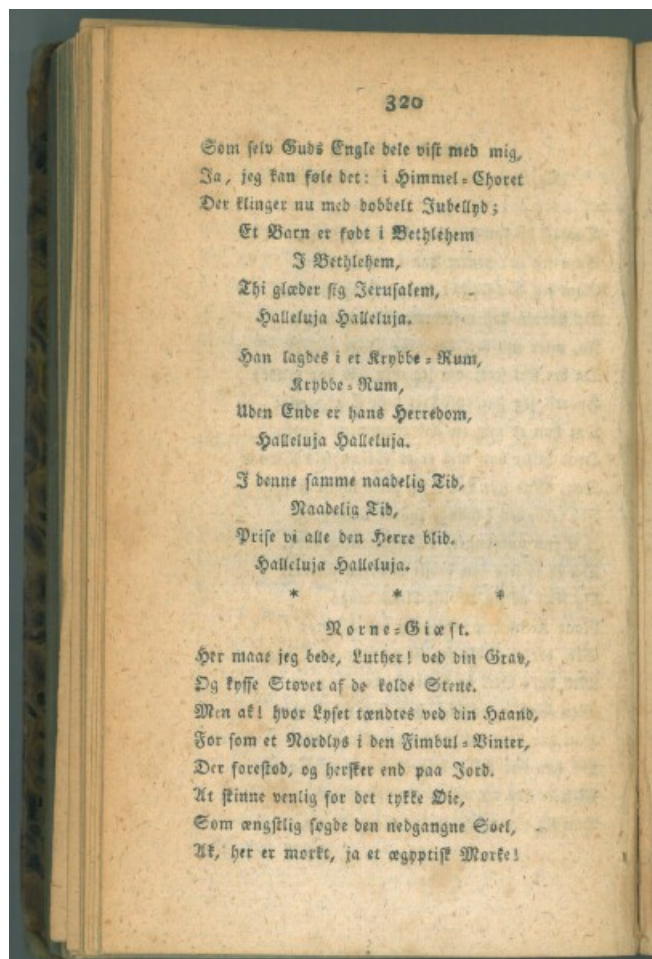 320
Som selv Guds Engle dele vist med mig,
Ja, jeg kan føle det: i Himmel-Choret
Der klinger nu med dobbelt Jubellyd;
Et Barn er født i Bethlehem
I Bethlehem,
Thi glæder sig Jerusalem,
Halleluja Halleluja.
Han lagdes i et Krybbe-Rum,
Krybbe-Rum,
Uden Ende er hans Herredom,
Halleluja Halleluja.
I denne samme naadelig Tid,
Naadelig Tid,
Prise vi alle den Herre blid.
Halleluja Halleluja.
* * *
Norne-Giæst.
Her maae jeg bede, Luther! ved din Grav,
Og kysse Støvet af de kolde Stene.
Men ak! hvor Lyset tændtes ved din Haand,
For som et Nordlys i den Fimbul-Vinter,
Der forestod, og hersker end paa Jord.
At skinne venlig for det tykke Øie,
Som ængstlig søgde den nedgangne Soel,
Ak, her er mørkt, ja et ægyptisk Mørke!